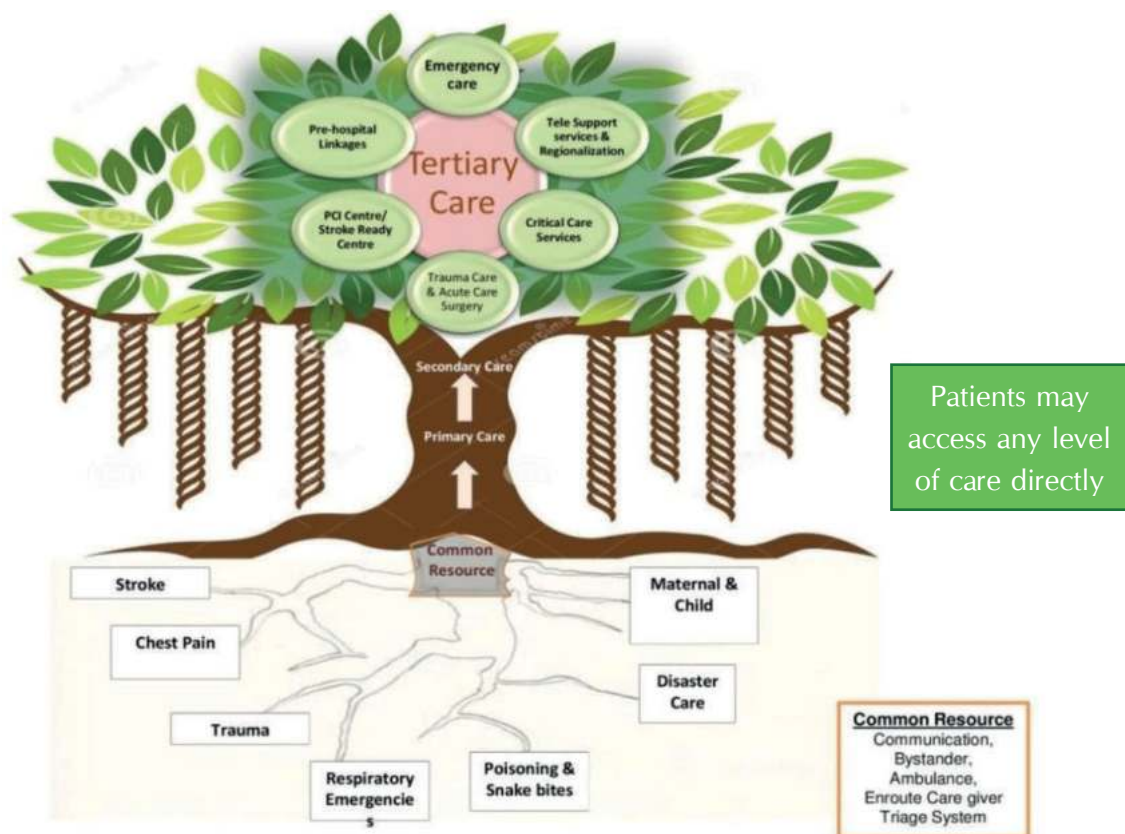 Emergency
care
Pre-hospital
Linkages
Tele Support
services &
Regionalization
Tertiary
Care
PCI Centre/
Stroke Ready
Centre
Critical Care
Services
Trauma Care
& Acute Care
Surgery
Secondary Care
Primary Care
Patients may
access any level
of care directly
Common
Resource
Stroke
Chest Pain
Trauma
Respiratory
Emergencie
s
Poisoning &
Snake bites
Maternal &
Child
Disaster
Care
Common Resource
Communication,
Bystander,
Ambulance,
Enroute Care giver
Triage System